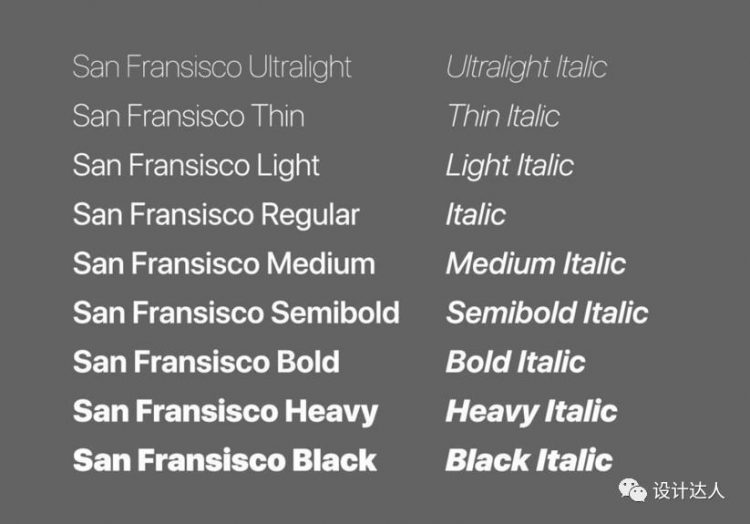 San Fransisco Ultralight
Ultralight Italic
San Fransisco Thin
Thin Italic
San Fransisco Light
Light Italic
San Fransisco Regular
Italic
San Fransisco Medium
Medium Italic
San Fransisco Semibold
Semibold Italic
San Fransisco Bold
Bold Italic
San Fransisco Heavy
Heavy Italic
San Fransisco Black
Black Italic
设计达人